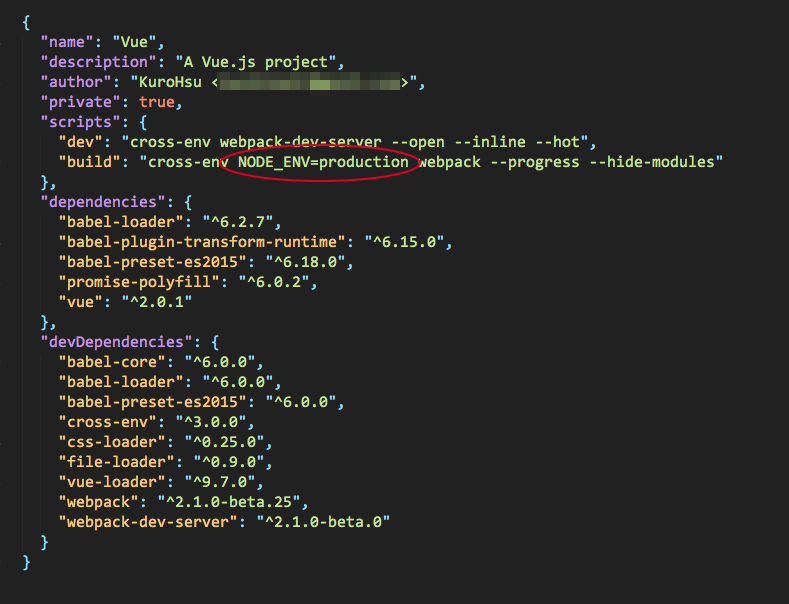 {
"name": "Vue",
"description": "A Vue.js project",
"author": "KuroHsu <>",
"private": true,
"scripts": {
"dev": "cross-env webpack-dev-server --open --inline --hot",
"build": "cross-env NODE_ENV=production webpack --progress --hide-modules"
},
"dependencies": {
"babel-loader": "^6.2.7",
"babel-plugin-transform-runtime": "^6.15.0",
"babel-preset-es2015": "^6.18.0",
"promise-polyfill": "^6.0.2",
"vue": "^2.0.1"
},
"devDependencies": {
"babel-core": "^6.0.0",
"babel-loader": "^6.0.0",
"babel-preset-es2015": "^6.0.0",
"cross-env": "^3.0.0",
"css-loader": "^0.25.0",
"file-loader": "^0.9.0",
"vue-loader": "^9.7.0",
"webpack": "^2.1.0-beta.25",
"webpack-dev-server": "^2.1.0-beta.0"
}
}